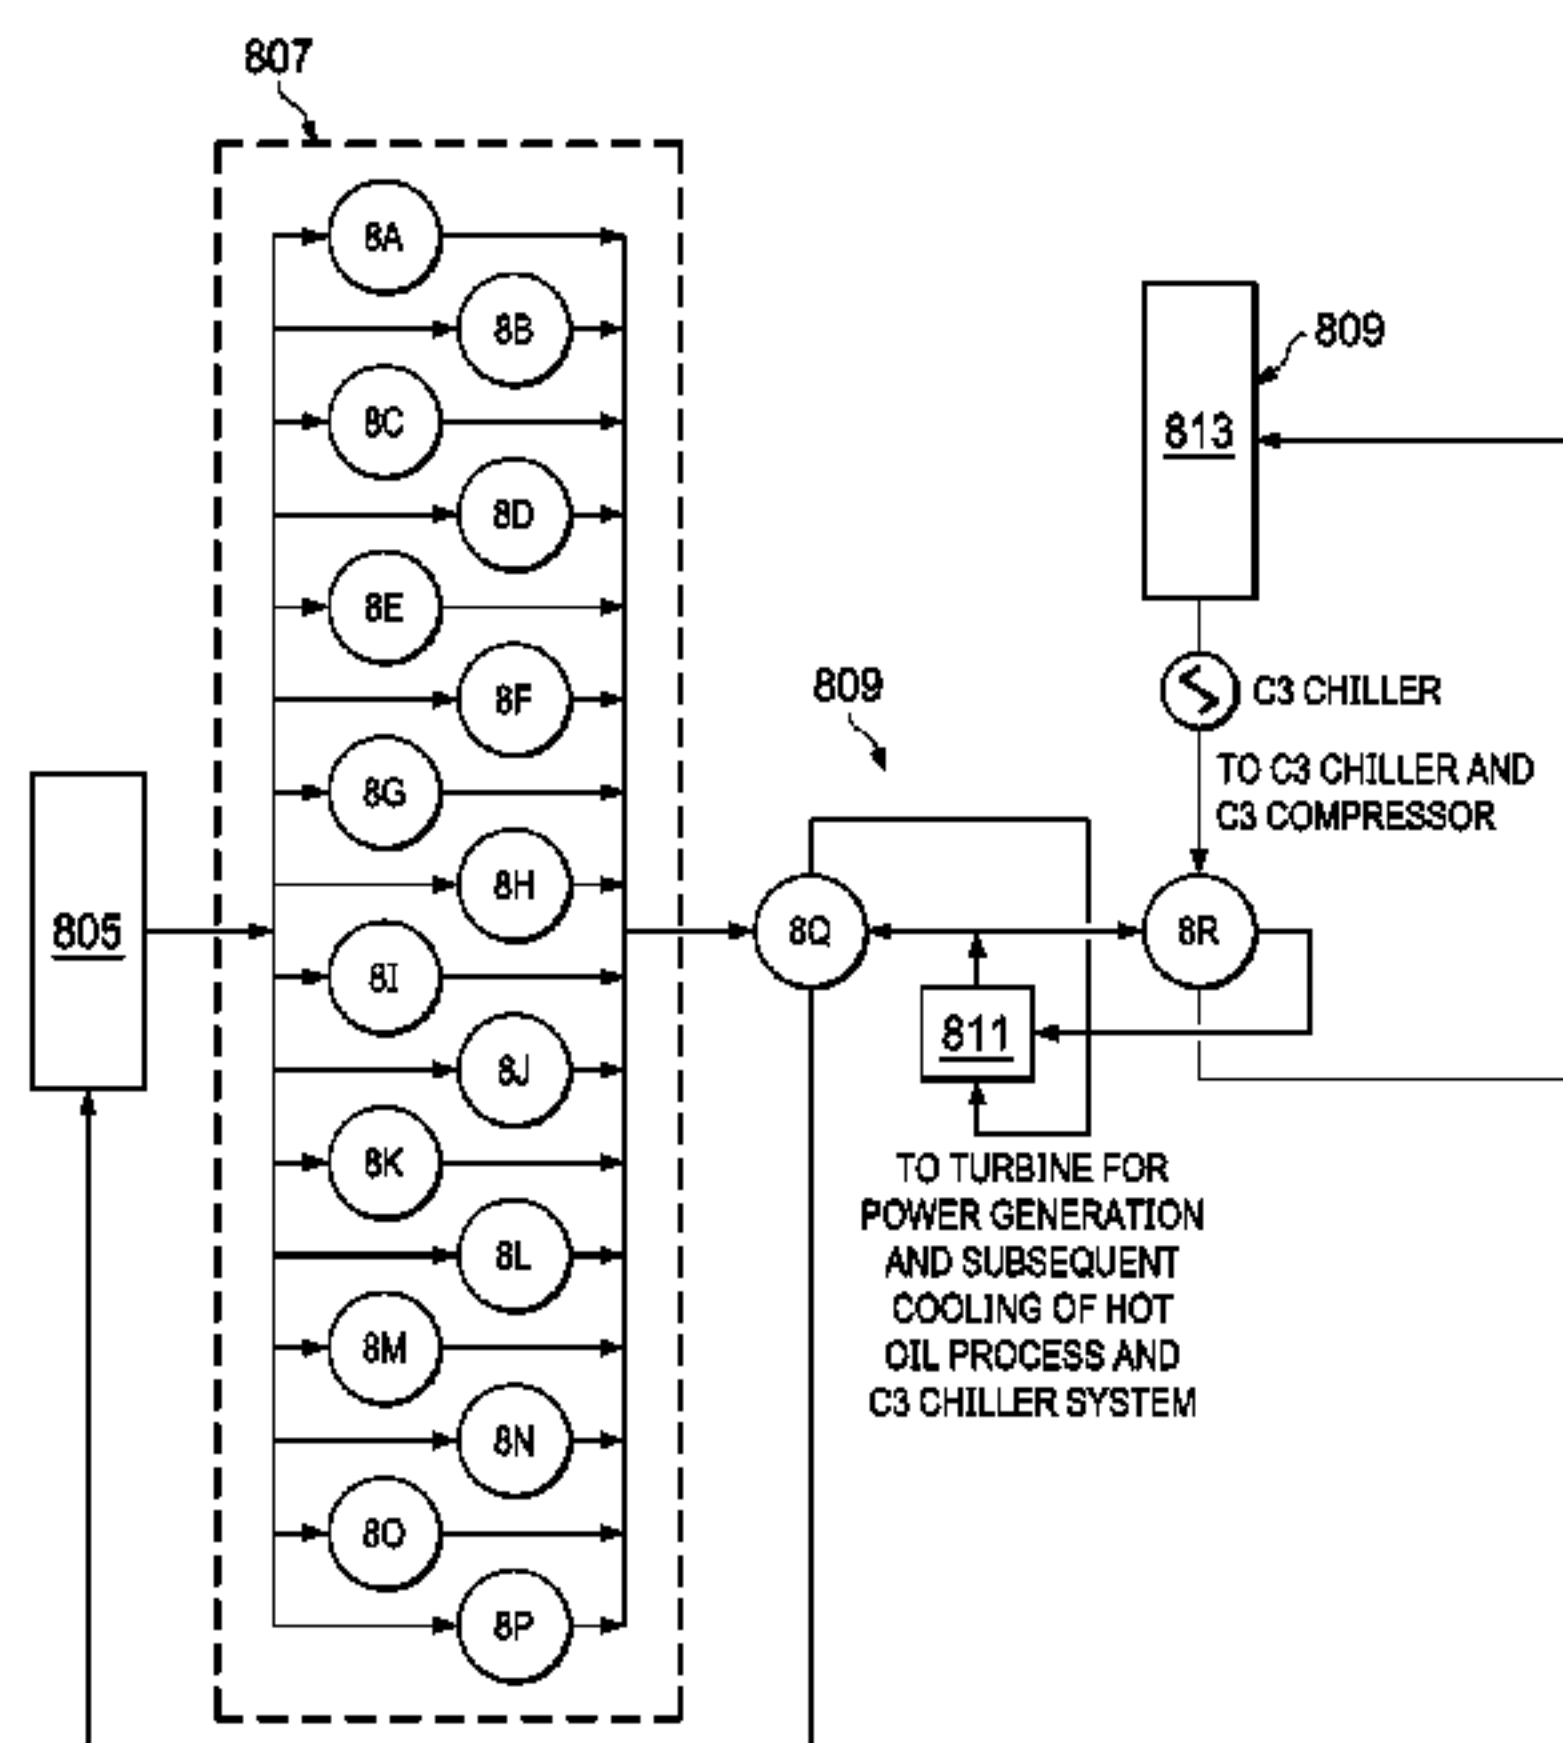 807
8A
8B
8C
8D
8E
8F
8G
8H
8I
8J
8K
8L
8M
8N
8O
8P
805
809
813
C3 CHILLER
TO C3 CHILLER AND
C3 COMPRESSOR
809
8Q
8R
811
TO TURBINE FOR
POWER GENERATION
AND SUBSEQUENT
COOLING OF HOT
OIL PROCESS AND
C3 CHILLER SYSTEM